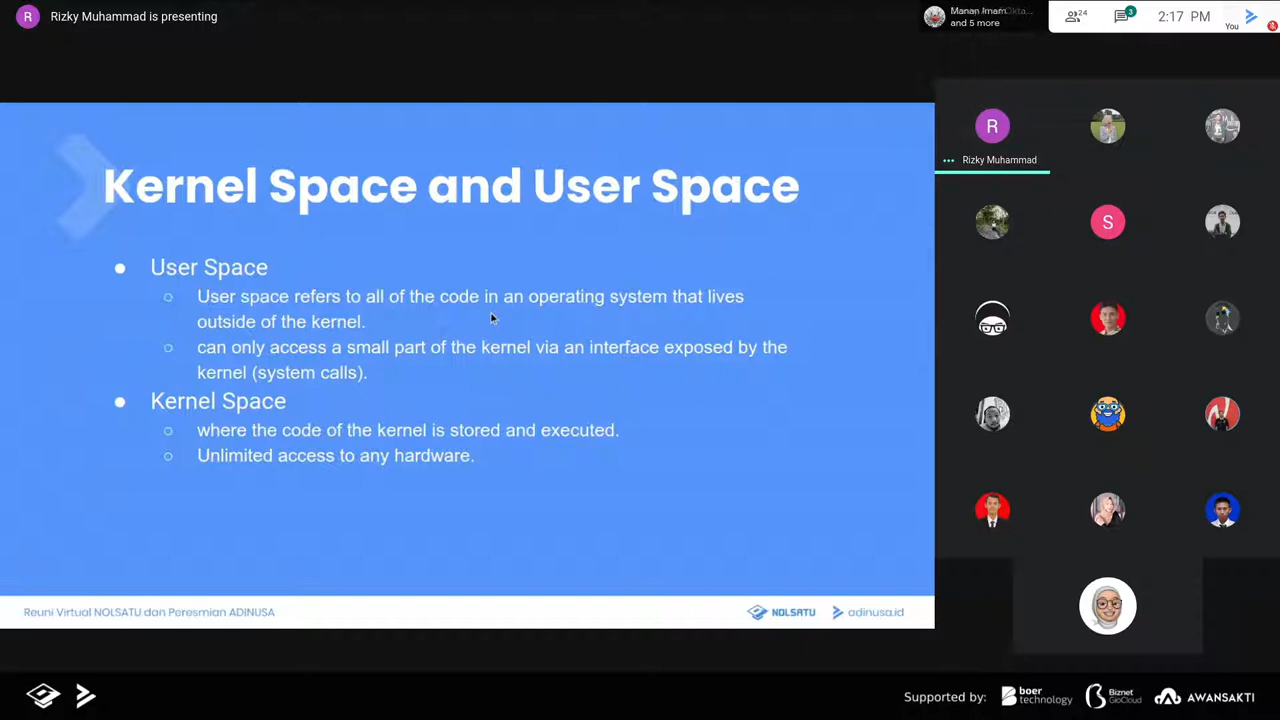 R Rizky Muhammad is presenting
and 5 more
24
3
2:17 PM
You
Kernel Space and User Space
● User Space
○ User space refers to all of the code in an operating system that lives
outside of the kernel.
○ can only access a small part of the kernel via an interface exposed by the
kernel (system calls).
● Kernel Space
○ where the code of the kernel is stored and executed.
○ Unlimited access to any hardware.
Reuni Virtual NOLSATU dan Peresmian ADINUSA
NOLSATU
adinusa.id
R
Rizky Muhammad
S
Supported by:
boer
technology
Biznet
GioCloud
AWANSAKTI